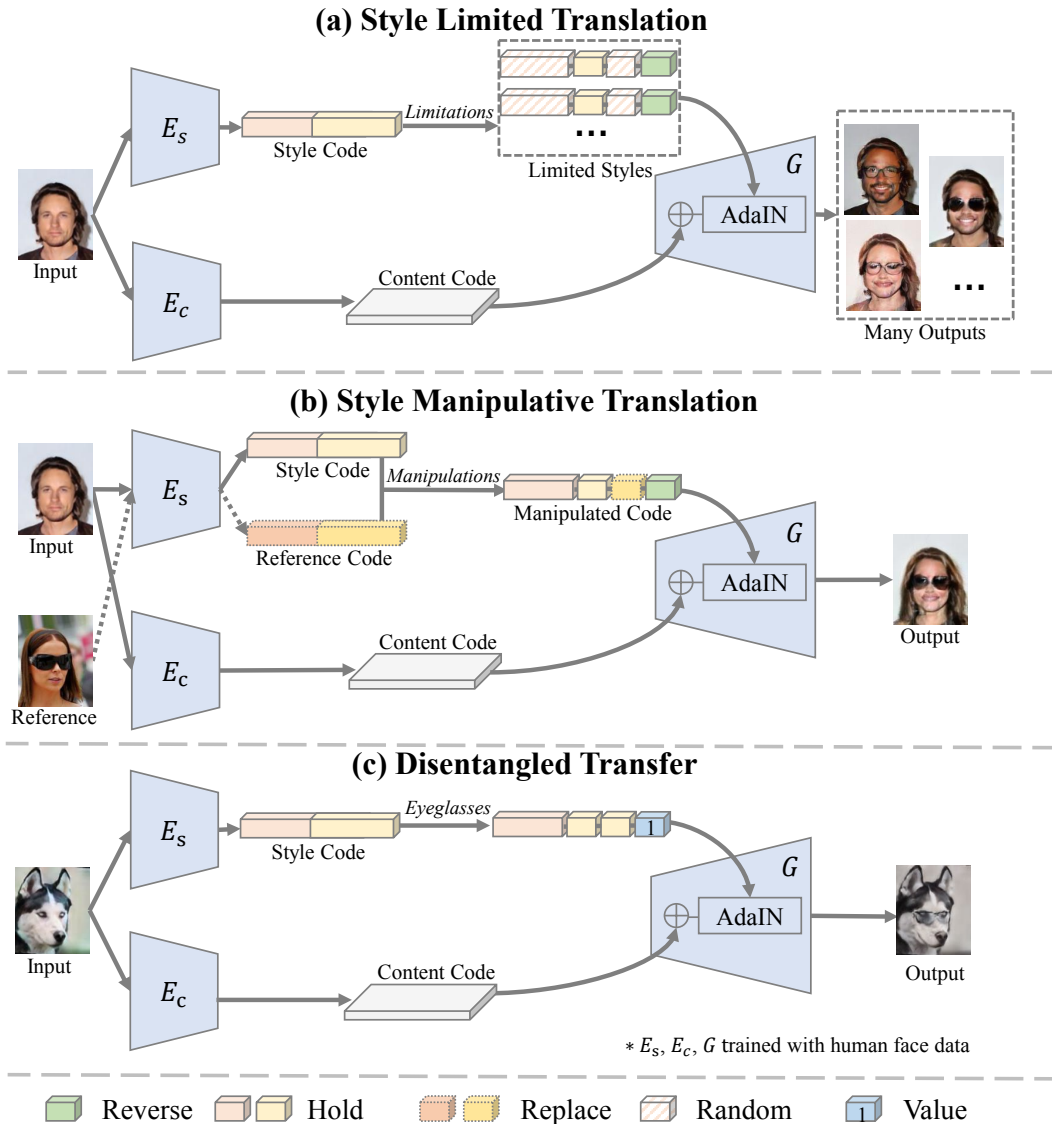 (a) Style Limited Translation
E_s
Style Code
Limitations
...
Limited Styles
G
AdaIN
Input
E_c
Content Code
...
Many Outputs
(b) Style Manipulative Translation
E_s
Style Code
Manipulations
Manipulated Code
Reference Code
Input
G
AdaIN
Output
Reference
E_c
Content Code
(c) Disentangled Transfer
E_s
Style Code
Eyeglasses
1
G
AdaIN
Input
E_c
Content Code
Output
* E_s, E_c, G trained with human face data
Reverse Hold Replace Random 1 Value